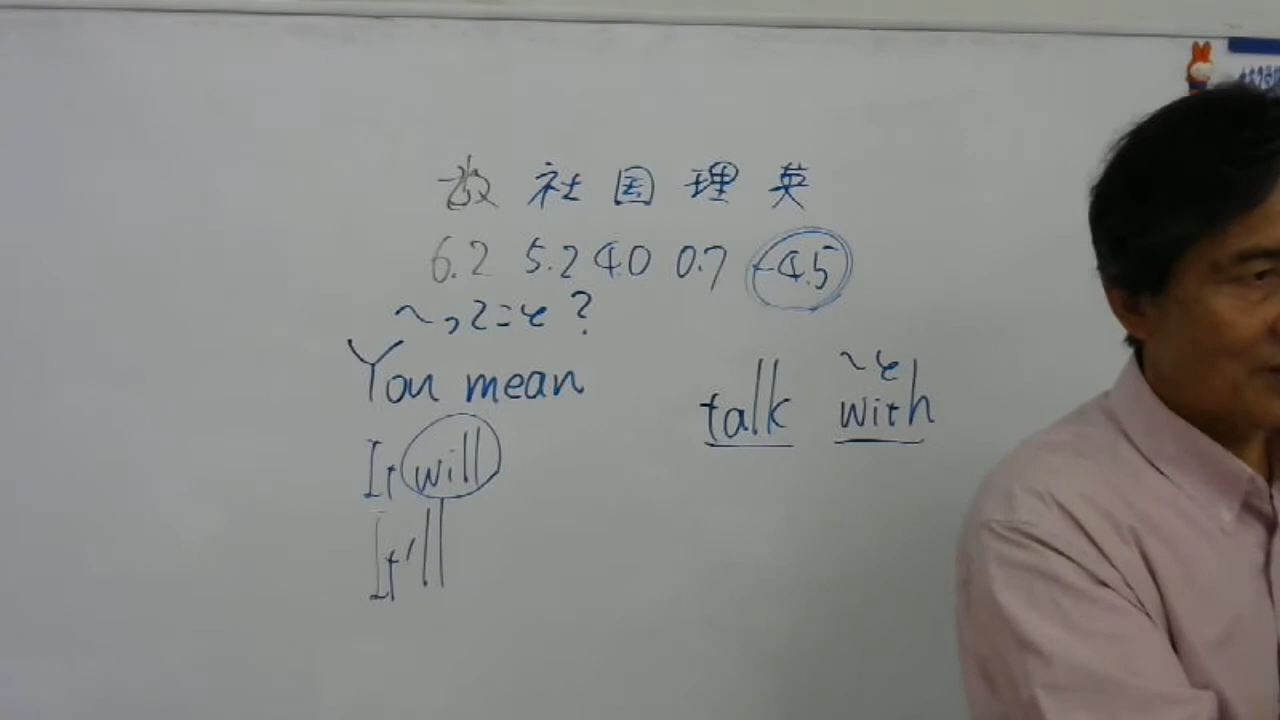 数 社 国 理 英
6.2 5.2 4.0 0.7 -4.5
~ってこと?
You mean
It will
It'll
~と
talk with